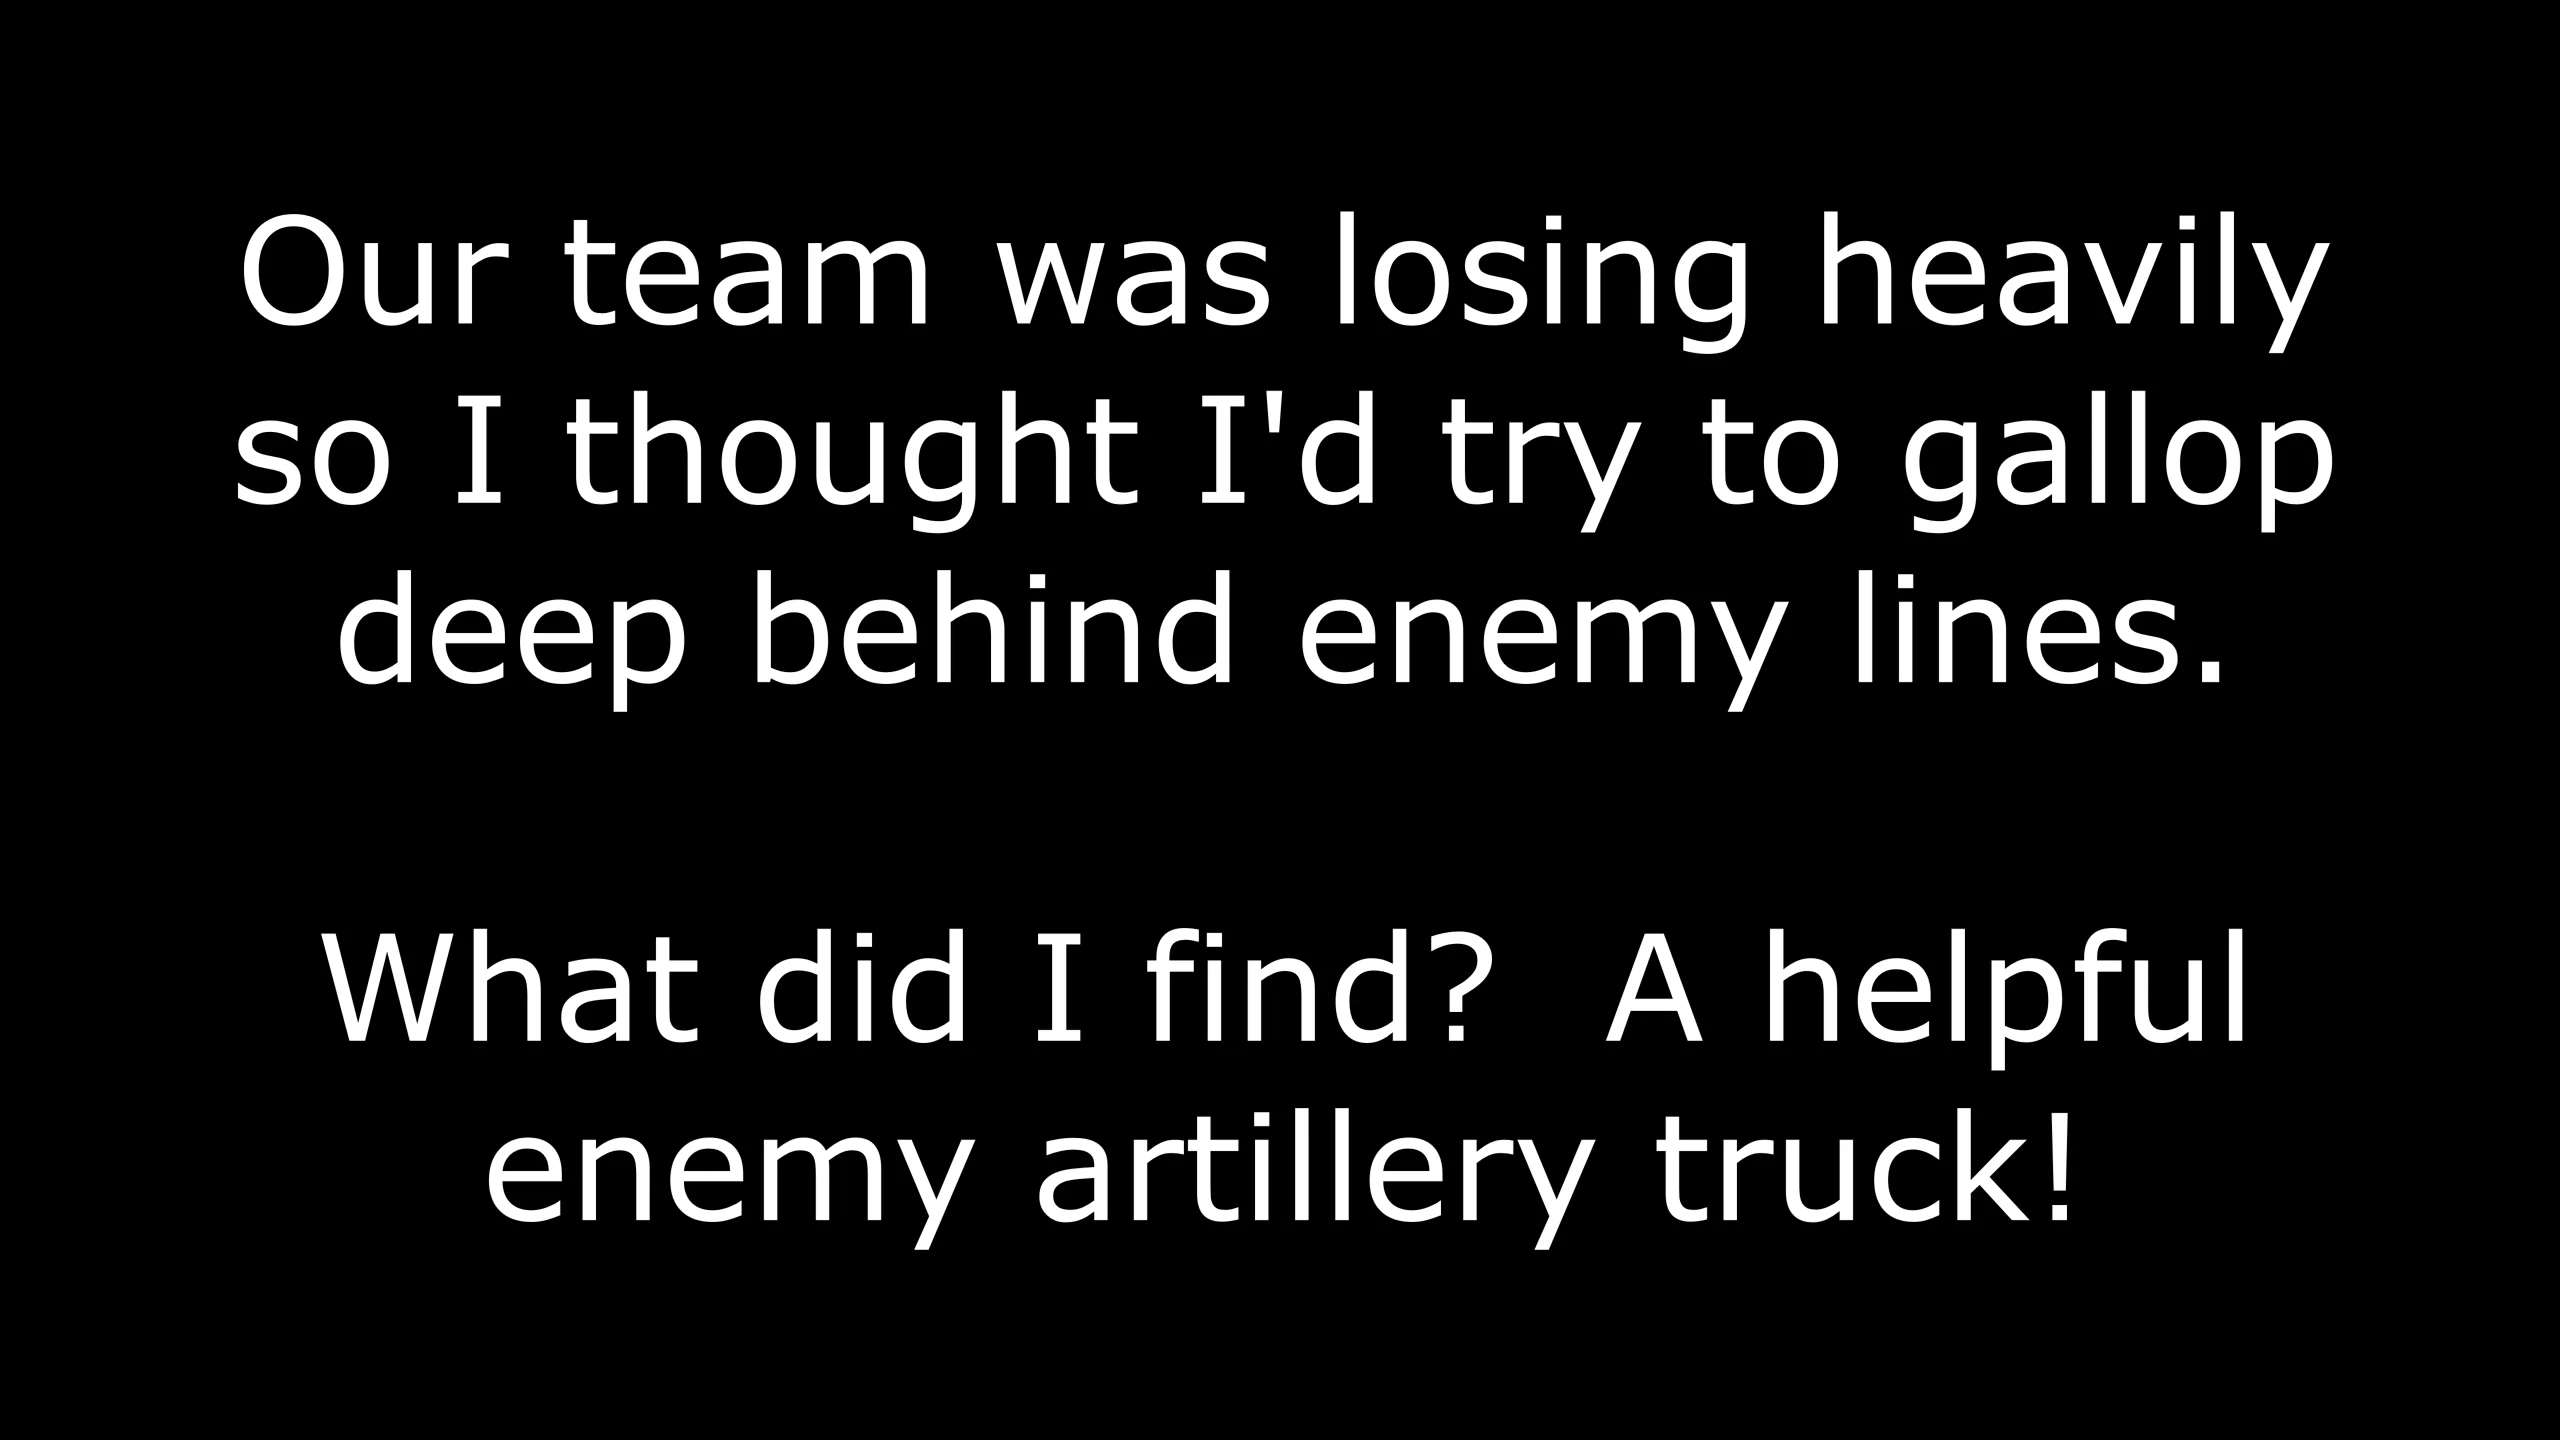 Our team was losing heavily
so I thought I'd try to gallop
deep behind enemy lines.
What did I find?  A helpful
enemy artillery truck!